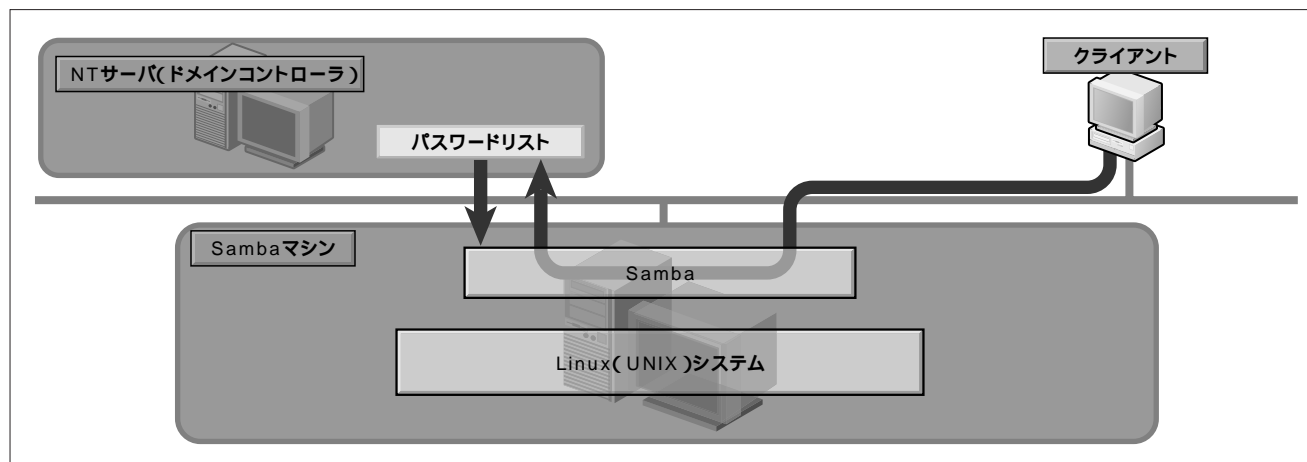 NTサーバ(ドメインコントローラ)
クライアント
パスワードリスト
Sambaマシン
Samba
Linux(UNIX)システム